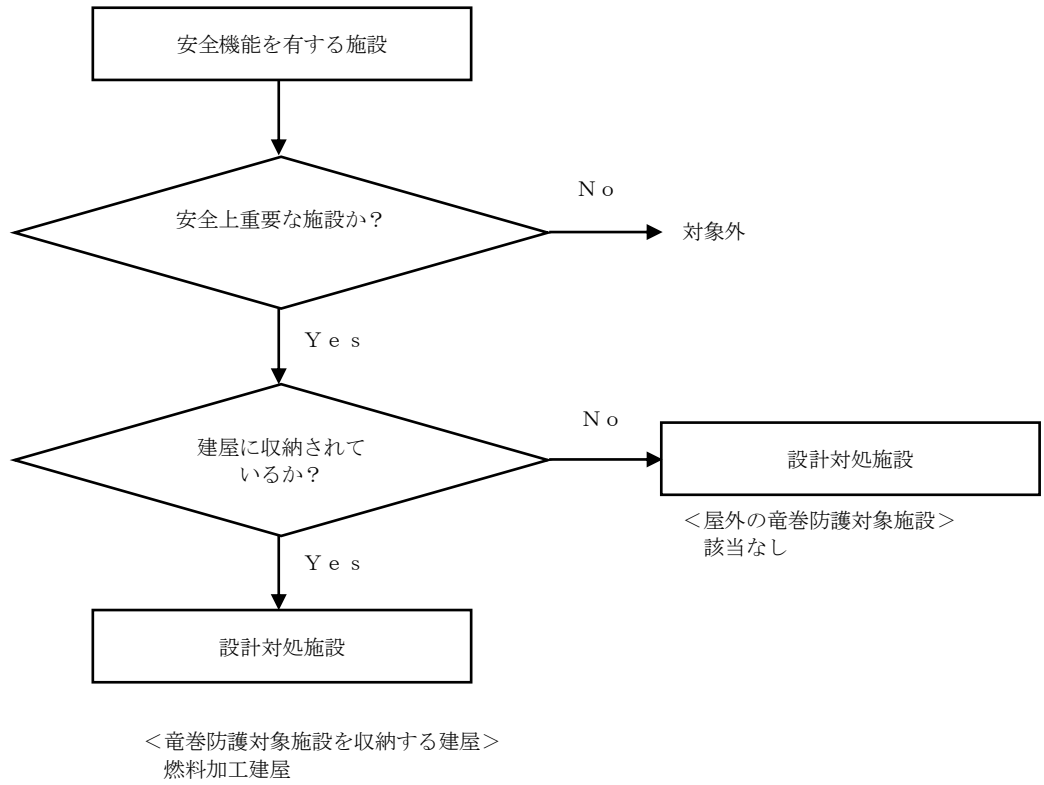 安全機能を有する施設
安全上重要な施設か？
Ｎｏ
対象外
Ｙｅｓ
建屋に収納されて
いるか？
Ｎｏ
設計対処施設
＜屋外の竜巻防護対象施設＞
該当なし
Ｙｅｓ
設計対処施設
＜竜巻防護対象施設を収納する建屋＞
燃料加工建屋